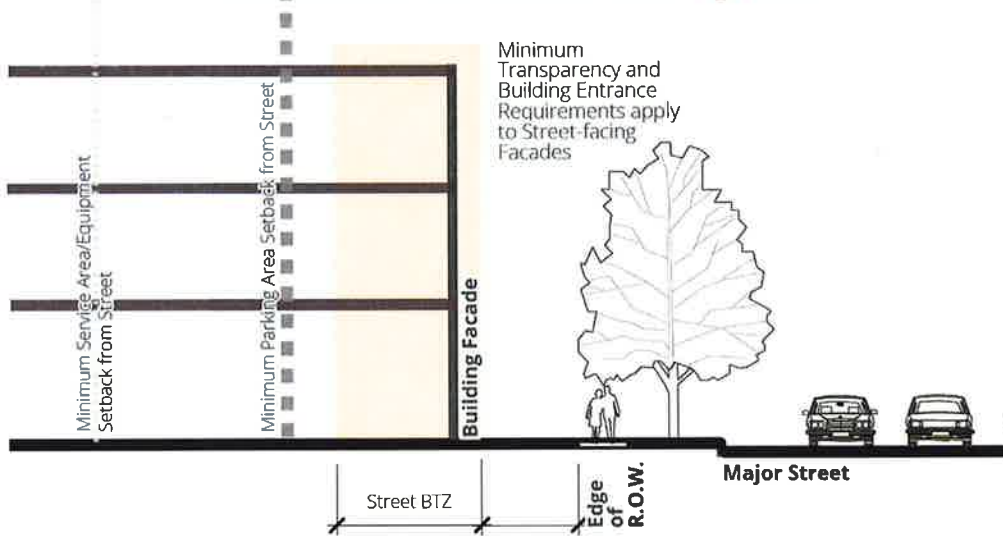 Minimum
Transparency and
Building Entrance
Requirements apply
to Street-facing
Facades
Minimum Service Area/Equipment
Setback from Street
Minimum Parking Area Setback from Street
Building Facade
Street BTZ
Edge
of
R.O.W.
Major Street